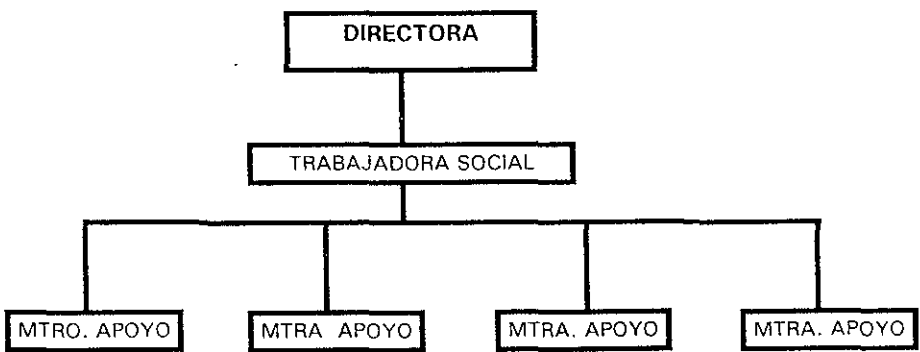 DIRECTORA
TRABAJADORA SOCIAL
MTRO. APOYO
MTRA APOYO
MTRA. APOYO
MTRA. APOYO